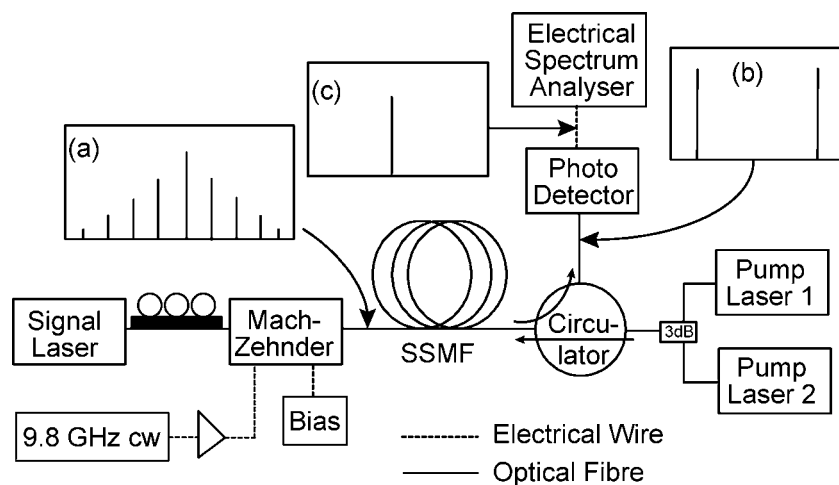 Electrical
Spectrum
Analyser
(b)
(c)
(a)
Photo
Detector
Pump
Laser 1
Signal
Laser
Mach-
Zehnder
SSMF
Circu-
lator
3dB
Pump
Laser 2
9.8 GHz cw
Bias
Electrical Wire
Optical Fibre